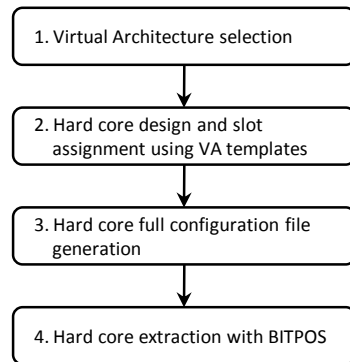 1. Virtual Architecture selection
2. Hard core design and slot
assignment using VA templates
3. Hard core full configuration file
generation
4. Hard core extraction with BITPOS